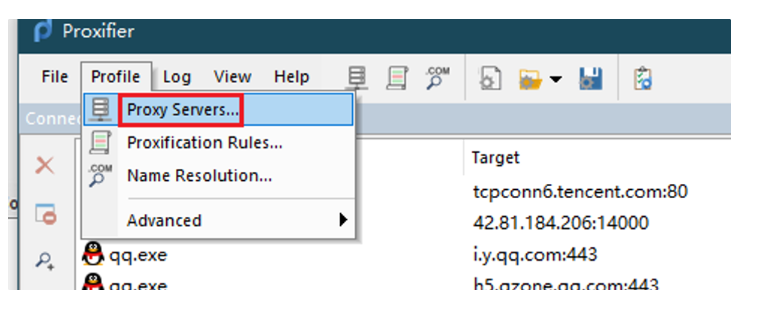 Proxifier
File Profile Log View Help
Proxy Servers...
Proxification Rules...
Name Resolution...
Advanced
Target
tcpconn6.tencent.com:80
42.81.184.206:14000
qq.exe i.y.qq.com:443
qq.exe h5.qzone.qq.com:443
Conne
.COM
.COM